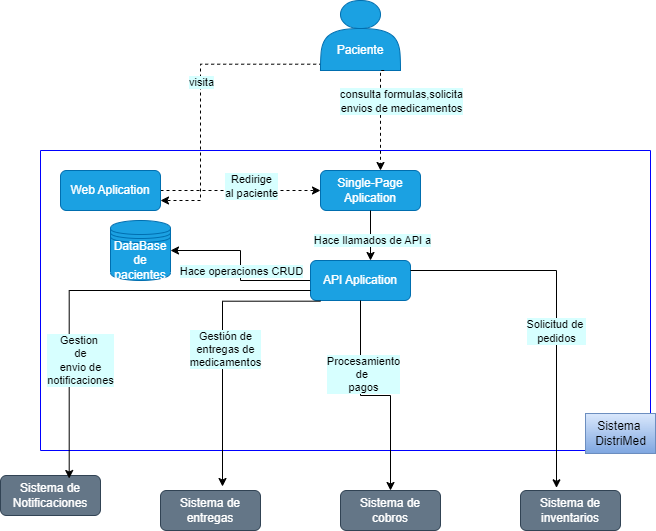 Paciente
visita
consulta formulas,solicita
envios de medicamentos
Web Aplication
Redirige
al paciente
Single-Page
Aplication
Hace llamados de API a
DataBase
de
pacientes
Hace operaciones CRUD
API Aplication
Gestion
de
envio de
notificaciones
Gestión de
entregas de
medicamentos
Procesamiento
de
pagos
Solicitud de
pedidos
Sistema
DistriMed
Sistema de
Notificaciones
Sistema de
entregas
Sistema de
cobros
Sistema de
inventarios